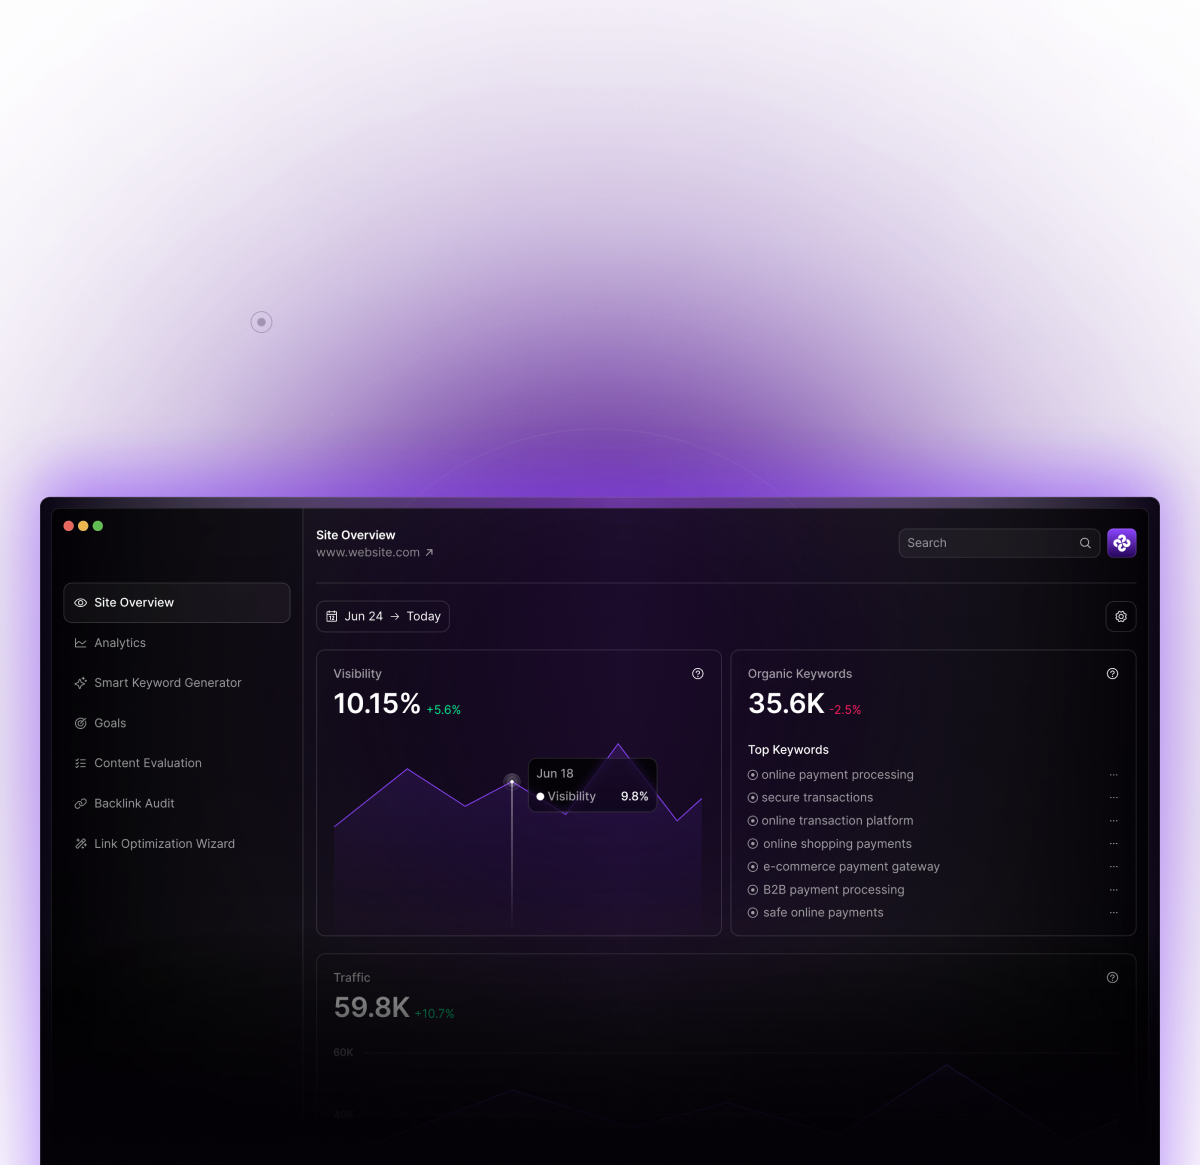 Site Overview
www.website.com
Search
Site Overview
Analytics
Smart Keyword Generator
Goals
Content Evaluation
Backlink Audit
Link Optimization Wizard
12 Jun 24 → Today
Visibility
10.15% +5.6%
Jun 18
Visibility 9.8%
Organic Keywords
35.6K -2.5%
Top Keywords
online payment processing
secure transactions
online transaction platform
online shopping payments
e-commerce payment gateway
B2B payment processing
safe online payments
Traffic
59.8K +10.7%
60K
40K